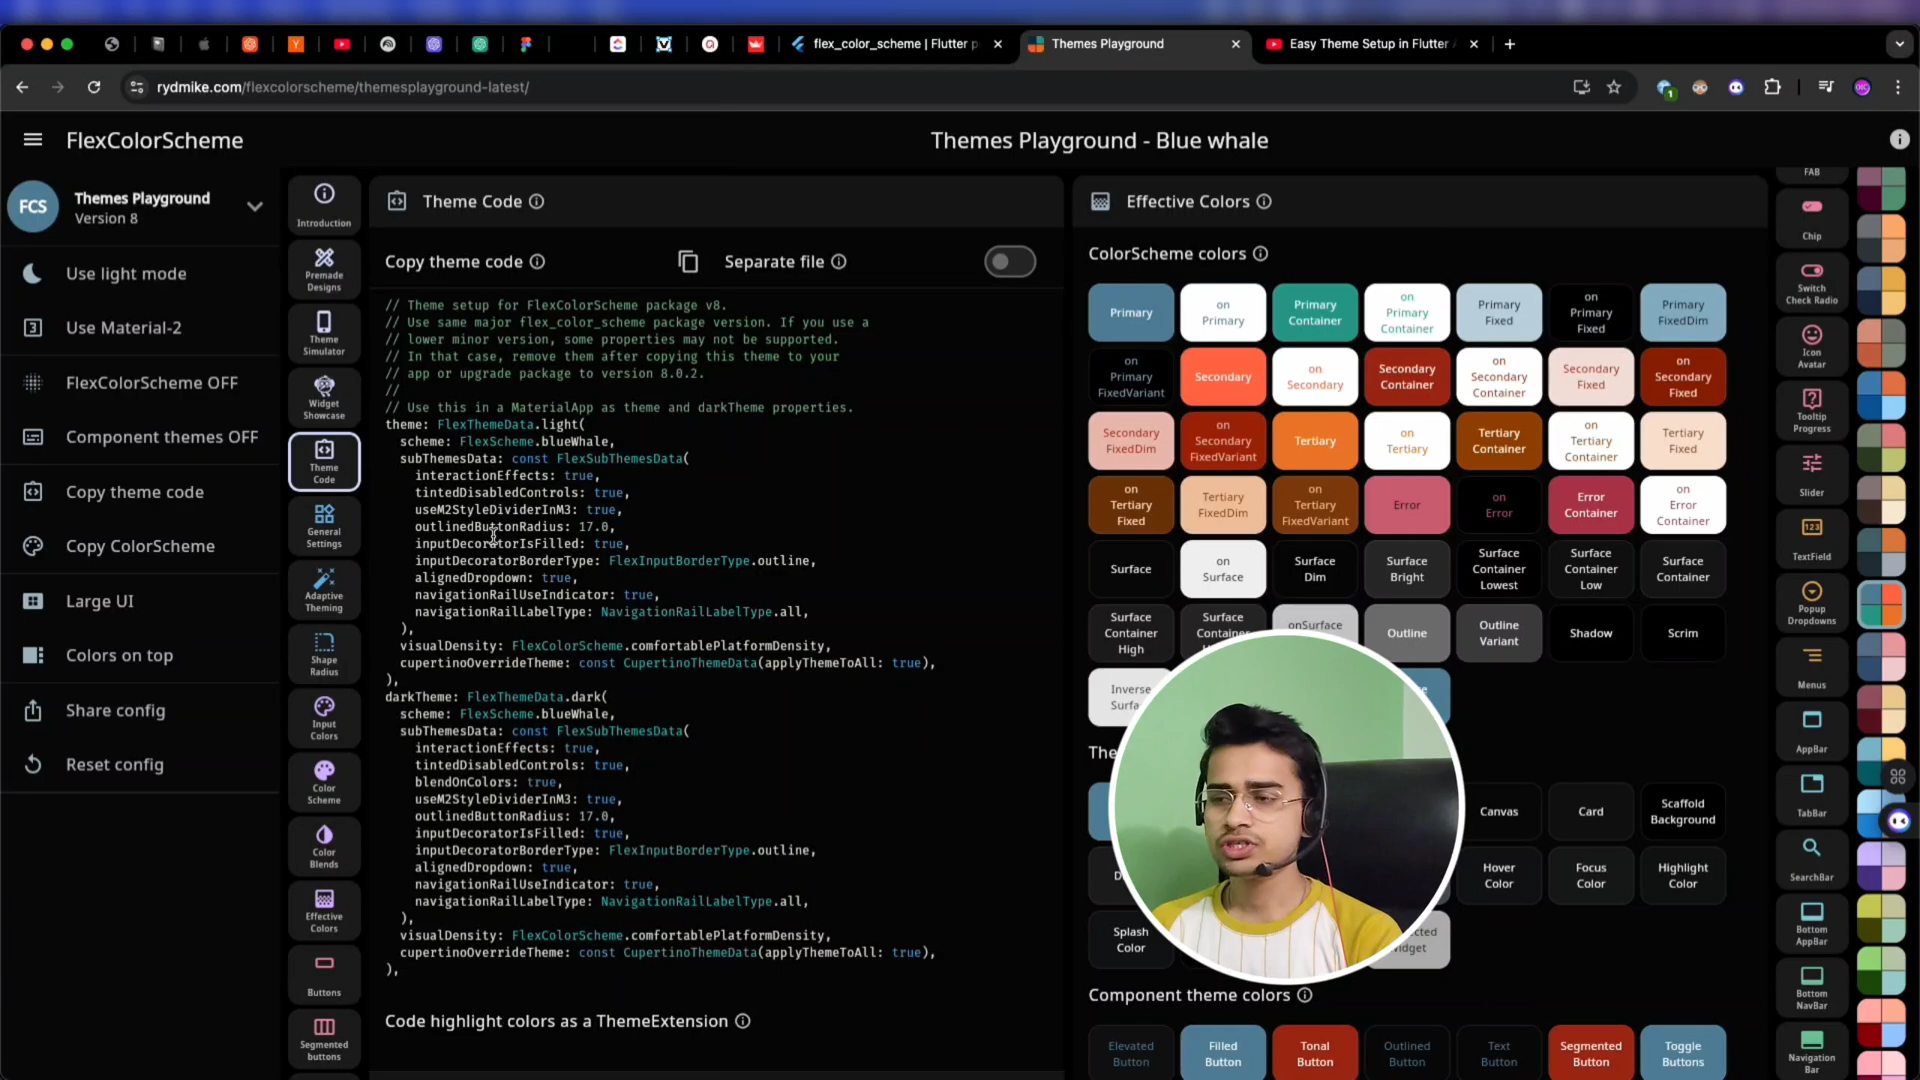 flex_color_scheme | Flutter p
Themes Playground
Easy Theme Setup in Flutter
rydmike.com/flexcolorscheme/themesplayground-latest/
1
FlexColorScheme
Themes Playground - Blue whale
FCS
Themes Playground
Version 8
Use light mode
Use Material-2
FlexColorScheme OFF
Component themes OFF
Copy theme code
Copy ColorScheme
Large UI
Colors on top
Share config
Reset config
Introduction
Premade
Designs
Theme
Simulator
Widget
Showcase
Theme
Code
General
Settings
Adaptive
Theming
Shape
Radius
Input
Colors
Color
Scheme
Color
Blends
Effective
Colors
Buttons
Segmented
buttons
Theme Code
Copy theme code
Separate file
// Theme setup for FlexColorScheme package v8.
// Use same major flex_color_scheme package version. If you use a
// lower minor version, some properties may not be supported.
// In that case, remove them after copying this theme to your
// app or upgrade package to version 8.0.2.
//
// Use this in a MaterialApp as theme and darkTheme properties.
theme: FlexThemeData.light(
scheme: FlexScheme.blueWhale,
subThemesData: const FlexSubThemesData(
interactionEffects: true,
tintedDisabledControls: true,
useM2StyleDividerInM3: true,
outlinedButtonRadius: 17.0,
inputDecoratorIsFilled: true,
inputDecoratorBorderType: FlexInputBorderType.outline,
alignedDropdown: true,
navigationRailUseIndicator: true,
navigationRailLabelType: NavigationRailLabelType.all,
),
visualDensity: FlexColorScheme.comfortablePlatformDensity,
cupertinoOverrideTheme: const CupertinoThemeData(applyThemeToAll: true),
),
darkTheme: FlexThemeData.dark(
scheme: FlexScheme.blueWhale,
subThemesData: const FlexSubThemesData(
interactionEffects: true,
tintedDisabledControls: true,
blendOnColors: true,
useM2StyleDividerInM3: true,
outlinedButtonRadius: 17.0,
inputDecoratorIsFilled: true,
inputDecoratorBorderType: FlexInputBorderType.outline,
alignedDropdown: true,
navigationRailUseIndicator: true,
navigationRailLabelType: NavigationRailLabelType.all,
),
visualDensity: FlexColorScheme.comfortablePlatformDensity,
cupertinoOverrideTheme: const CupertinoThemeData(applyThemeToAll: true),
),
Code highlight colors as a ThemeExtension
Effective Colors
ColorScheme colors
Primary
on
Primary
Primary
Container
on
Primary
Container
Primary
Fixed
on
Primary
Fixed
Primary
FixedDim
on
Primary
FixedVariant
Secondary
on
Secondary
Secondary
Container
on
Secondary
Container
Secondary
Fixed
on
Secondary
Fixed
Secondary
FixedDim
on
Secondary
FixedVariant
Tertiary
on
Tertiary
Tertiary
Container
on
Tertiary
Container
Tertiary
Fixed
on
Tertiary
Fixed
Tertiary
FixedDim
on
Tertiary
FixedVariant
Error
on
Error
Error
Container
on
Error
Container
Surface
on
Surface
Surface
Dim
Surface
Bright
Surface
Container
Lowest
Surface
Container
Low
Surface
Container
Surface
Container
High
Surface
onSurface
Outline
Outline
Variant
Shadow
Scrim
Inverse
Canvas
Card
Scaffold
Background
Hover
Color
Focus
Color
Highlight
Color
Splash
Color
Component theme colors
Elevated
Button
Filled
Button
Tonal
Button
Outlined
Button
Text
Button
Segmented
Button
Toggle
Buttons
FAB
Chip
Switch
Check Radio
Icon
Avatar
Tooltip
Progress
Slider
123
TextField
Popup
Dropdowns
Menus
AppBar
TabBar
SearchBar
Bottom
AppBar
Bottom
NavBar
Navigation
Bar